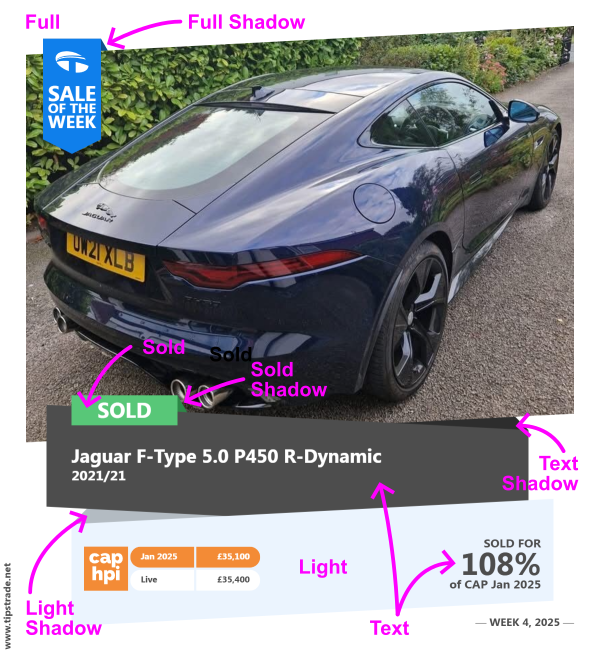 Full
Full Shadow
SALE
OF THE
WEEK
JAGUAR
OW21 XLB
Sold
Sold
Sold
Shadow
SOLD
Jaguar F-Type 5.0 P450 R-Dynamic
2021/21
Text
Shadow
cap
hpi
Jan 2025 £35,100
Live £35,400
Light
SOLD FOR
108%
of CAP Jan 2025
Light
Shadow
Text
— WEEK 4, 2025 —
www.tipstrade.net